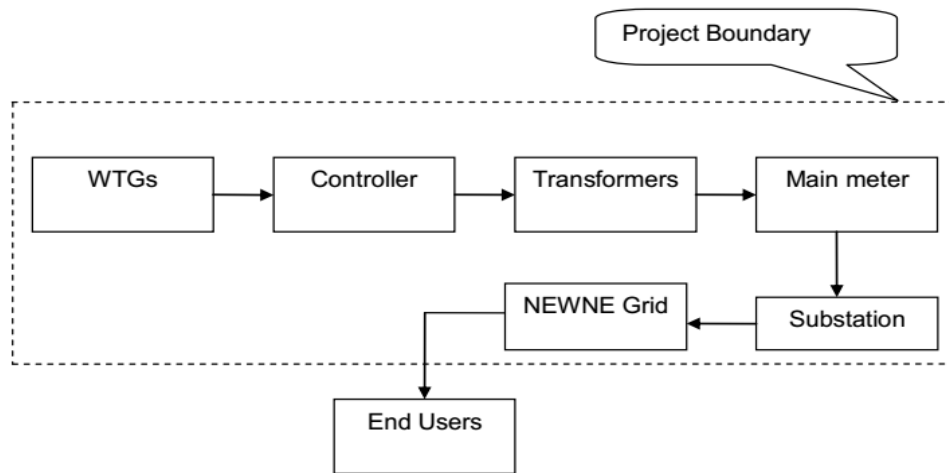 Project Boundary
WTGs
Controller
Transformers
Main meter
NEWNE Grid
Substation
End Users